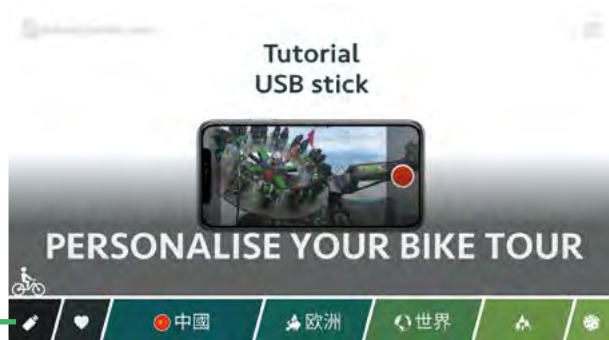 Tutorial
USB stick
PERSONALISE YOUR BIKE TOUR
中國
欧洲
世界